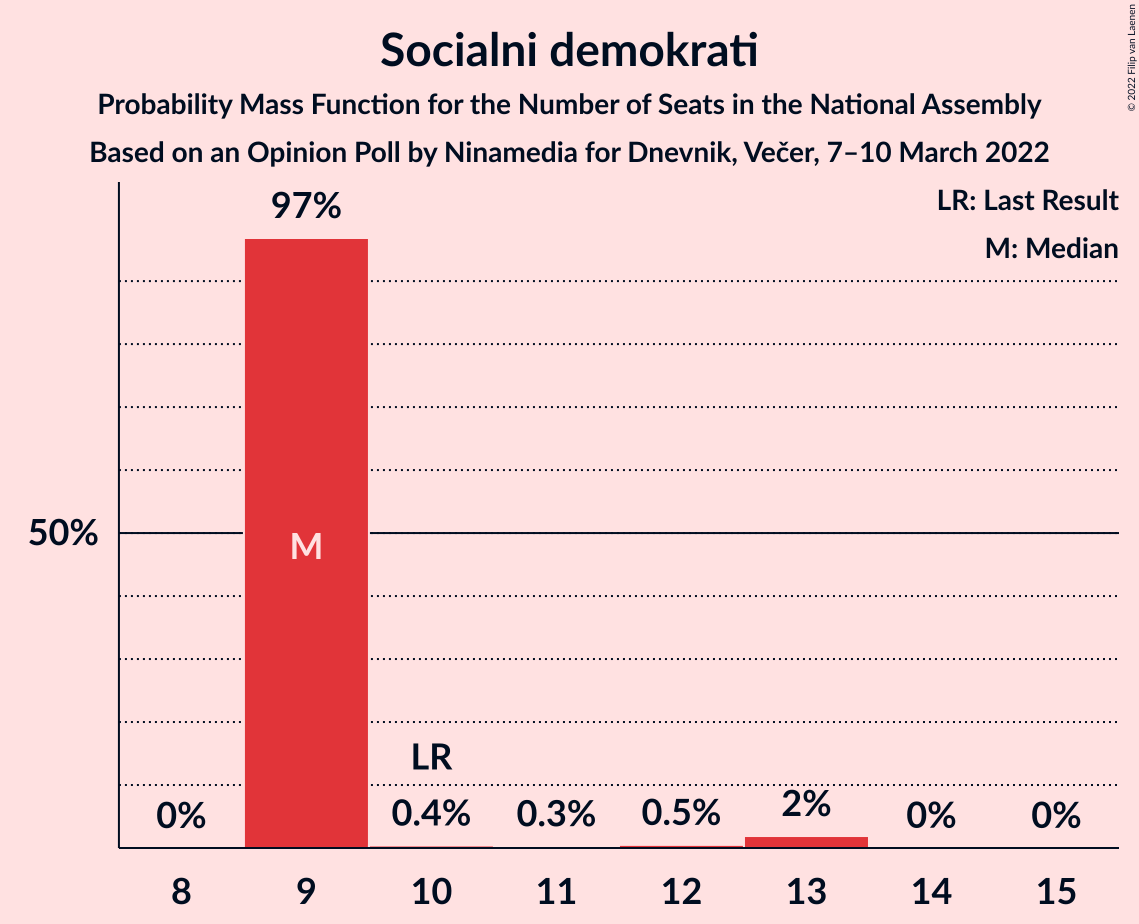 Socialni demokrati
Probability Mass Function for the Number of Seats in the National Assembly
Based on an Opinion Poll by Ninamedia for Dnevnik, Večer, 7–10 March 2022
© 2022 Filip van Laenen
LR: Last Result
M: Median
97%
50%
M
LR
0% 0.4% 0.3% 0.5% 2% 0% 0%
8 9 10 11 12 13 14 15